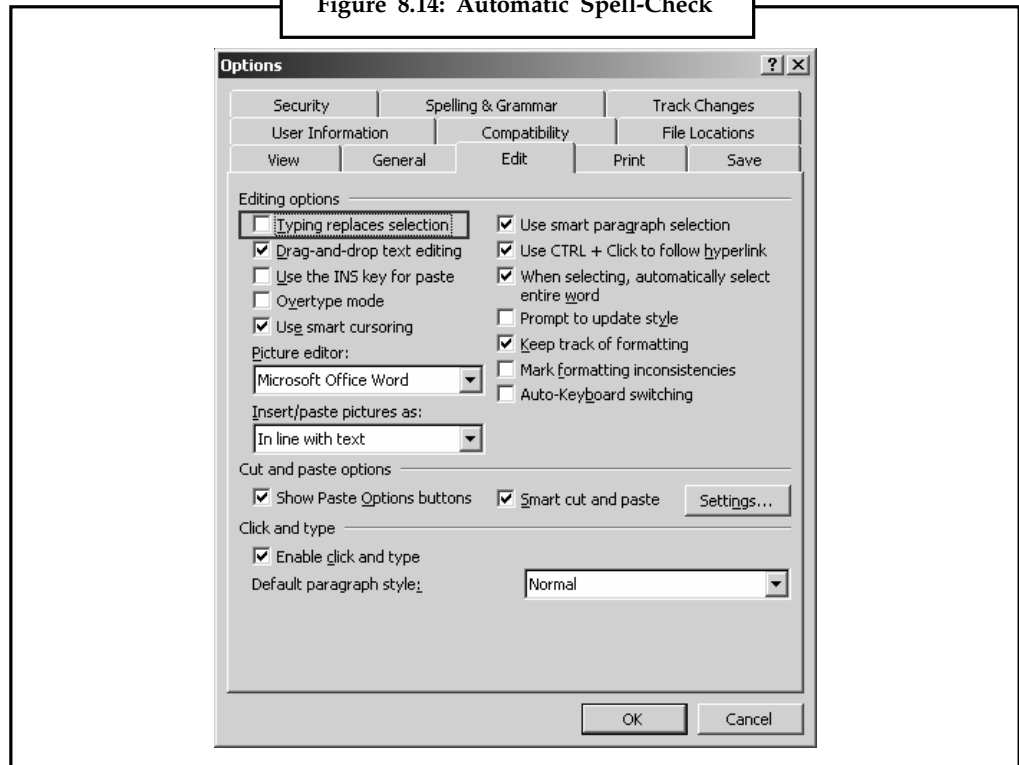 Figure 8.14: Automatic Spell-Check
Options
Security Spelling & Grammar Track Changes
User Information Compatibility File Locations
View General Edit Print Save
Editing options
Typing replaces selection
Drag-and-drop text editing
Use the INS key for paste
Overtype mode
Use smart cursoring
Picture editor:
Microsoft Office Word
Insert/paste pictures as:
In line with text
Use smart paragraph selection
Use CTRL + Click to follow hyperlink
When selecting, automatically select
entire word
Prompt to update style
Keep track of formatting
Mark formatting inconsistencies
Auto-Keyboard switching
Cut and paste options
Show Paste Options buttons Smart cut and paste Settings...
Click and type
Enable click and type
Default paragraph style: Normal
OK Cancel